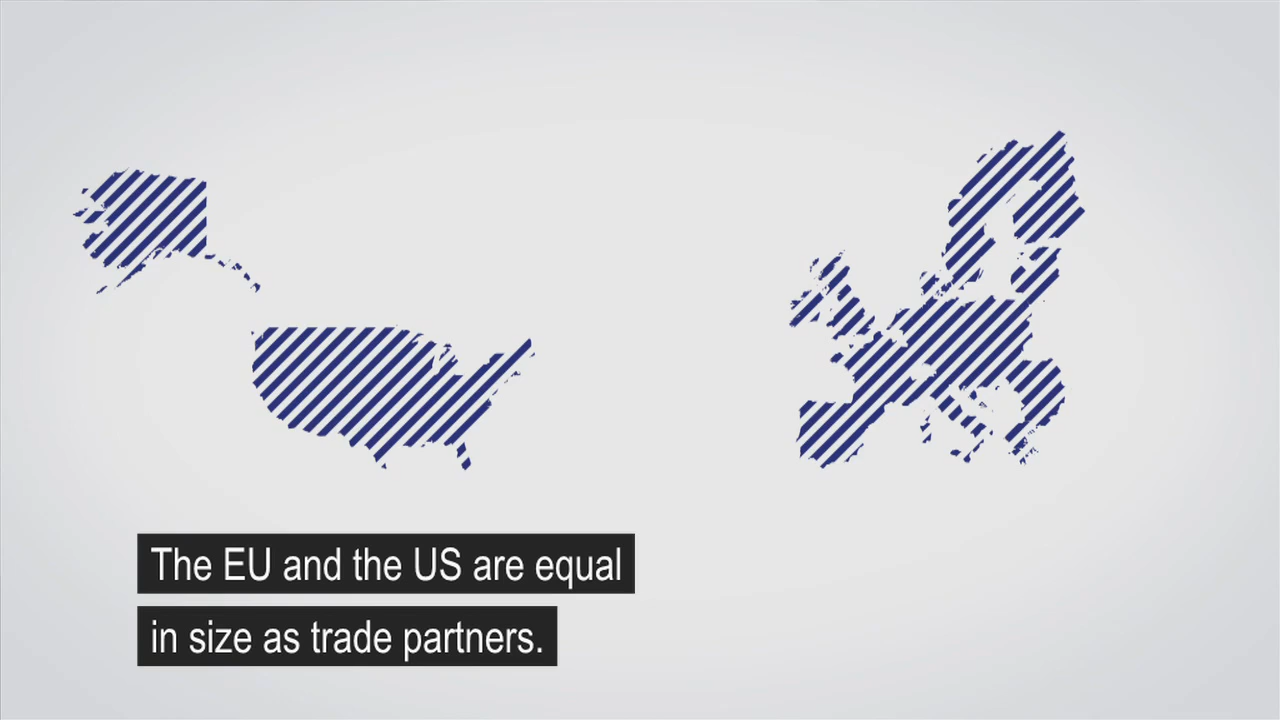 The EU and the US are equal
in size as trade partners.